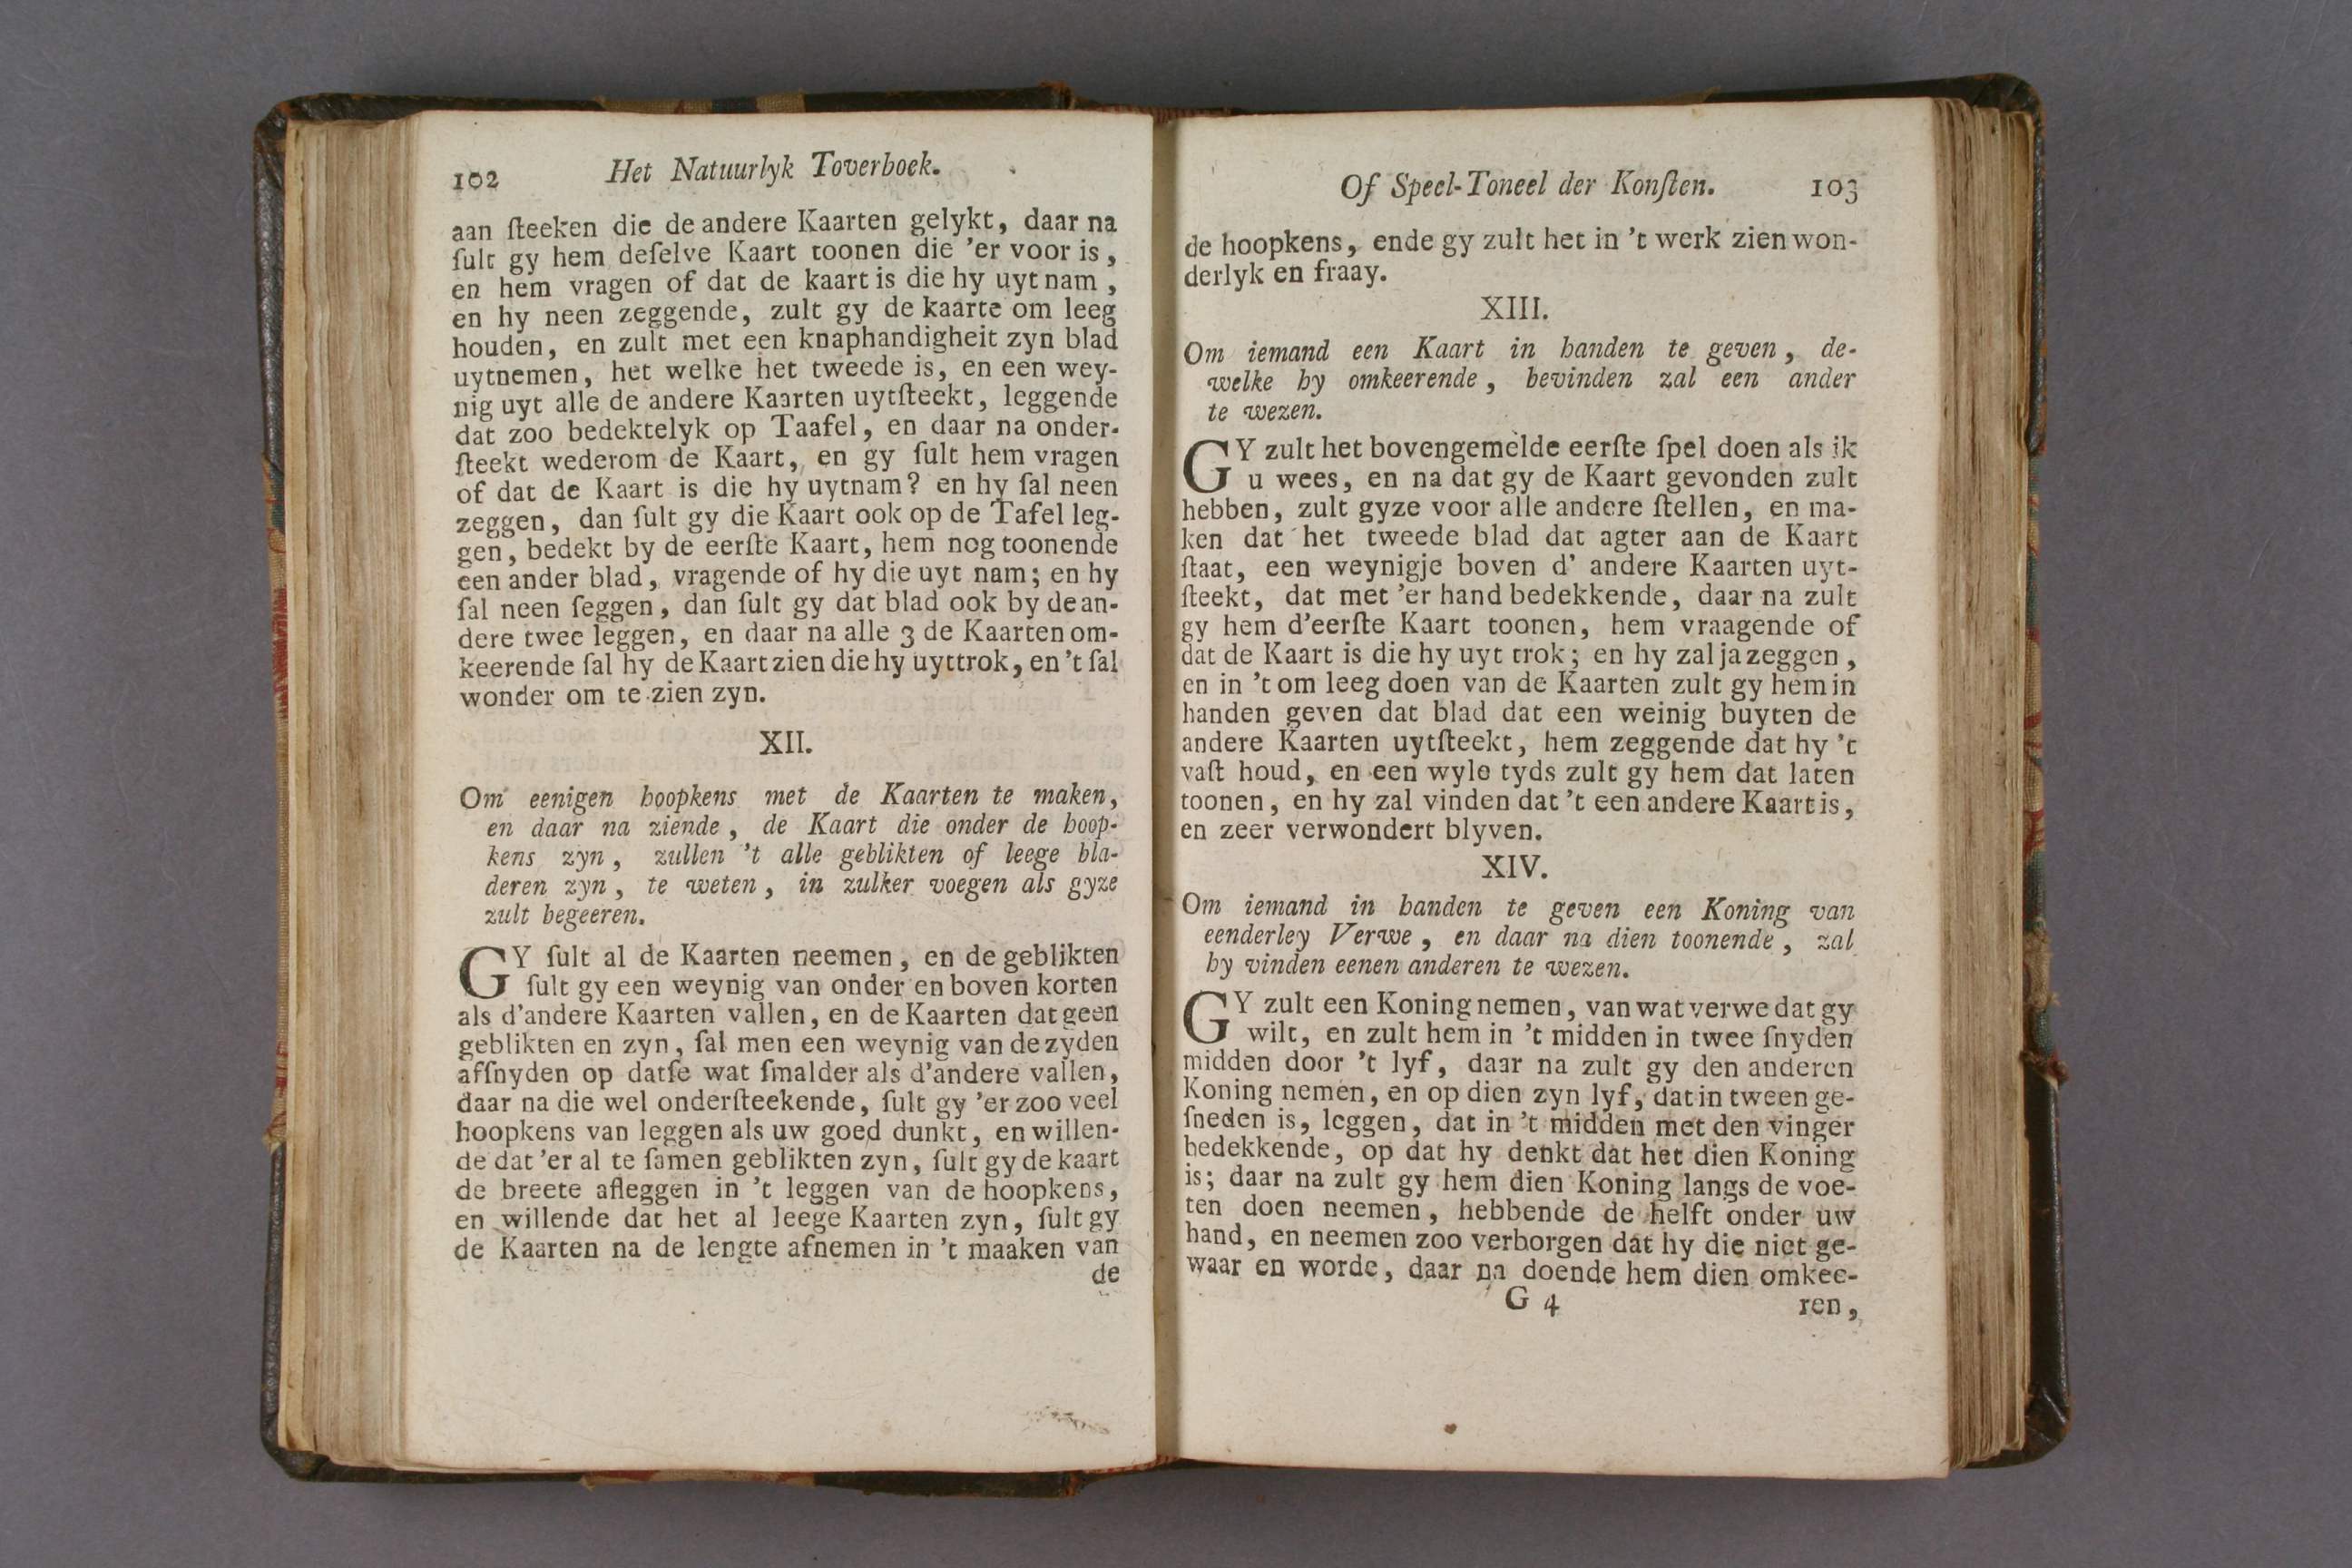 102 Het Natuurlyk Toverboek.
aan ſteeken die de andere Kaarten gelykt, daar na
ſult gy hem deſelve Kaart toonen die 'er voor is,
en hem vragen of dat de kaart is die hy uyt nam,
en hy neen zeggende, zult gy de kaarte om leeg
houden, en zult met een knaphandigheit zyn blad
uytnemen, het welke het tweede is, en een wey-
nig uyt alle de andere Kaarten uytſteekt, leggende
dat zoo bedektelyk op Taafel, en daar na onder-
ſteekt wederom de Kaart, en gy ſult hem vragen
of dat de Kaart is die hy uytnam? en hy ſal neen
zeggen, dan ſult gy die Kaart ook op de Tafel leg-
gen, bedekt by de eerſte Kaart, hem nog toonende
een ander blad, vragende of hy die uyt nam; en hy
ſal neen ſeggen, dan ſult gy dat blad ook by de an-
dere twee leggen, en daar na alle 3 de Kaarten om-
keerende ſal hy de Kaart zien die hy uyttrok, en 't ſal
wonder om te zien zyn.
XII.
Om eenigen hoopkens met de Kaarten te maken,
en daar na ziende, de Kaart die onder de hoop-
kens zyn, zullen 't alle geblikten of leege bla-
deren zyn, te weten, in zulker voegen als gyze
zult begeeren.
GY ſult al de Kaarten neemen, en de geblikten
ſult gy een weynig van onder en boven korten
als d'andere Kaarten vallen, en de Kaarten dat geen
geblikten en zyn, ſal men een weynig van de zyden
afſnyden op datſe wat ſmalder als d'andere vallen,
daar na die wel onderſteekende, ſult gy 'er zoo veel
hoopkens van leggen als uw goed dunkt, en willen-
de dat 'er al te ſamen geblikten zyn, ſult gy de kaart
de breete afleggen in 't leggen van de hoopkens,
en willende dat het al leege Kaarten zyn, ſult gy
de Kaarten na de lengte afnemen in 't maaken van
de
Of Speel-Toneel der Konſten. 103
de hoopkens, ende gy zult het in 't werk zien won-
derlyk en fraay.
XIII.
Om iemand een Kaart in handen te geven, de-
welke hy omkeerende, bevinden zal een ander
te wezen.
GY zult het bovengemelde eerſte ſpel doen als ik
u wees, en na dat gy de Kaart gevonden zult
hebben, zult gyze voor alle andere ſtellen, en ma-
ken dat het tweede blad dat agter aan de Kaart
ſtaat, een weynigje boven d' andere Kaarten uyt-
ſteekt, dat met 'er hand bedekkende, daar na zult
gy hem d'eerſte Kaart toonen, hem vraagende of
dat de Kaart is die hy uyt trok; en hy zal ja zeggen,
en in 't om leeg doen van de Kaarten zult gy hem in
handen geven dat blad dat een weinig buyten de
andere Kaarten uytſteekt, hem zeggende dat hy 't
vaſt houd, en een wyle tyds zult gy hem dat laten
toonen, en hy zal vinden dat 't een andere Kaart is,
en zeer verwondert blyven.
XIV.
Om iemand in handen te geven een Koning van
eenderley Verwe, en daar na dien toonende, zal
hy vinden eenen anderen te wezen.
GY zult een Koning nemen, van wat verwe dat gy
wilt, en zult hem in 't midden in twee ſnyden
midden door 't lyf, daar na zult gy den anderen
Koning nemen, en op dien zyn lyf, dat in tween ge-
ſneden is, leggen, dat in 't midden met den vinger
bedekkende, op dat hy denkt dat het dien Koning
is; daar na zult gy hem dien Koning langs de voe-
ten doen neemen, hebbende de helft onder uw
hand, en neemen zoo verborgen dat hy die niet ge-
waar en worde, daar na doende hem dien omkee-
G 4 ren,